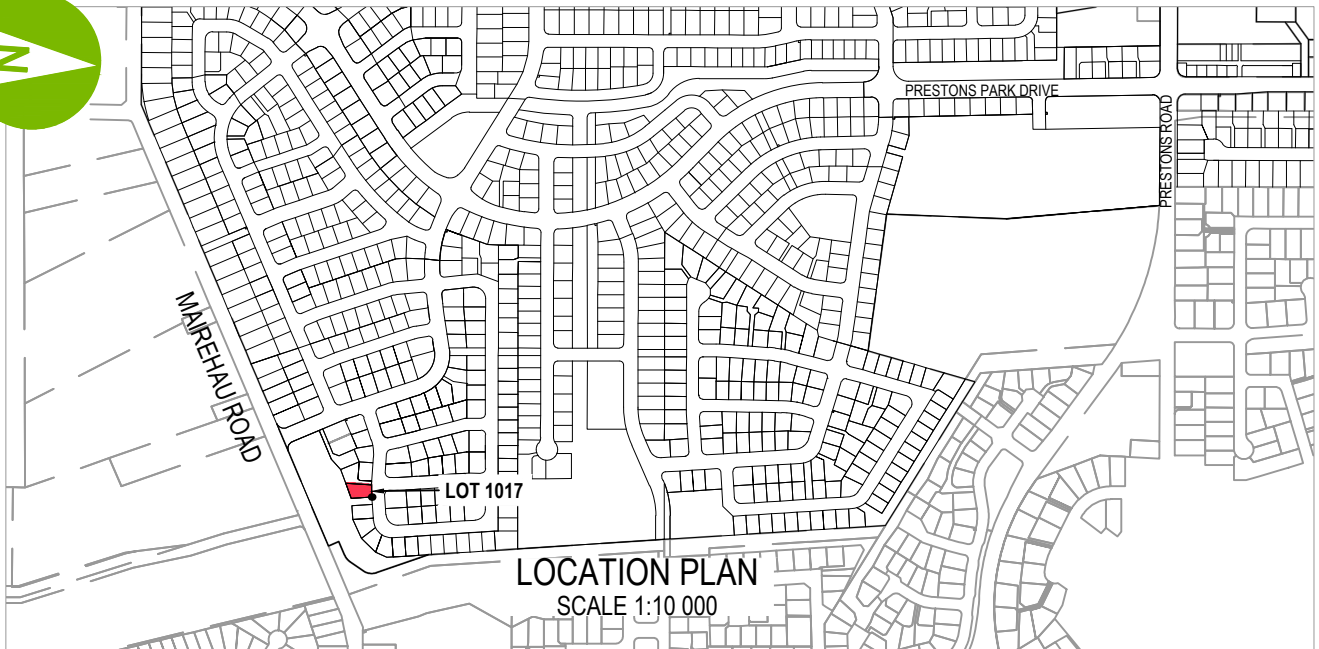 N
PRESTONS PARK DRIVE
PRESTONS ROAD
MAIREHAU ROAD
LOT 1017
LOCATION PLAN
SCALE 1:10 000